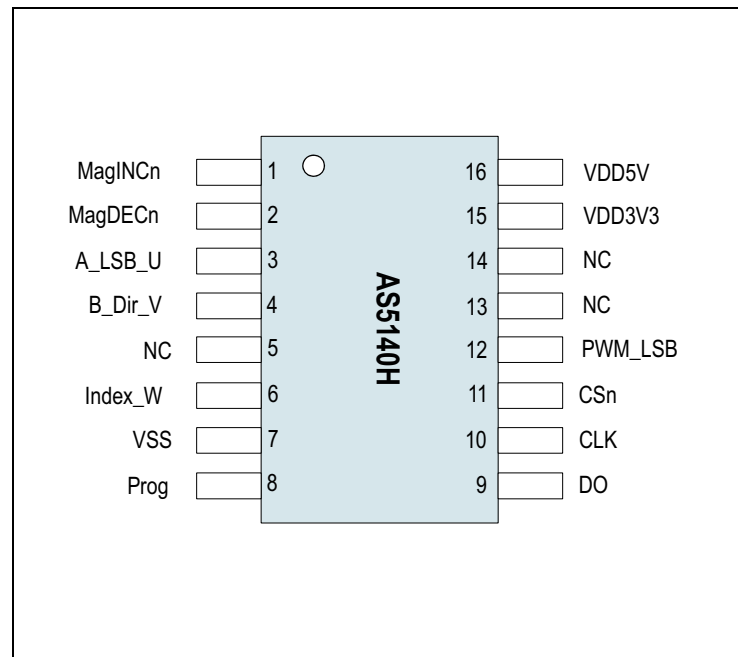 MagINCn 1 16 VDD5V
MagDECn 2 15 VDD3V3
A_LSB_U 3 14 NC
B_Dir_V 4 13 NC
NC 5 12 PWM_LSB
Index_W 6 11 CSn
VSS 7 10 CLK
Prog 8 9 DO
AS5140H